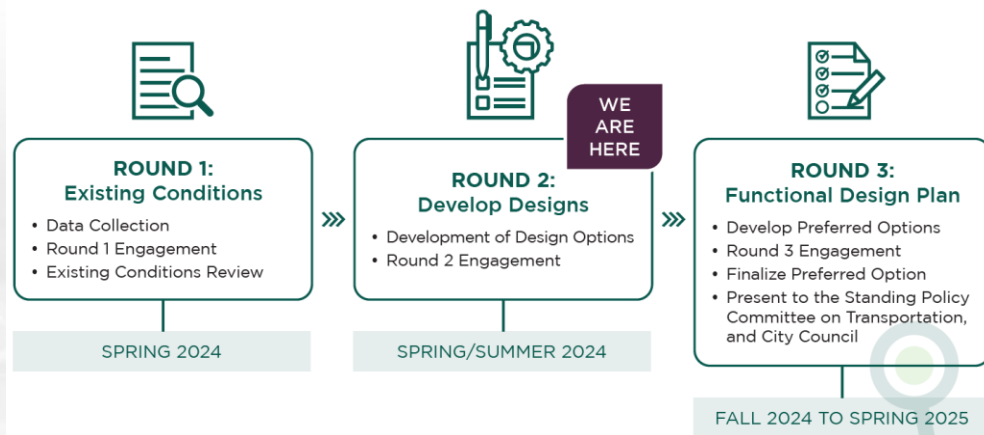 WE
ARE
HERE
ROUND 1:
Existing Conditions
• Data Collection
• Round 1 Engagement
• Existing Conditions Review
SPRING 2024
ROUND 2:
Develop Designs
• Development of Design Options
• Round 2 Engagement
SPRING/SUMMER 2024
ROUND 3:
Functional Design Plan
• Develop Preferred Options
• Round 3 Engagement
• Finalize Preferred Option
• Present to the Standing Policy
Committee on Transportation,
and City Council
FALL 2024 TO SPRING 2025